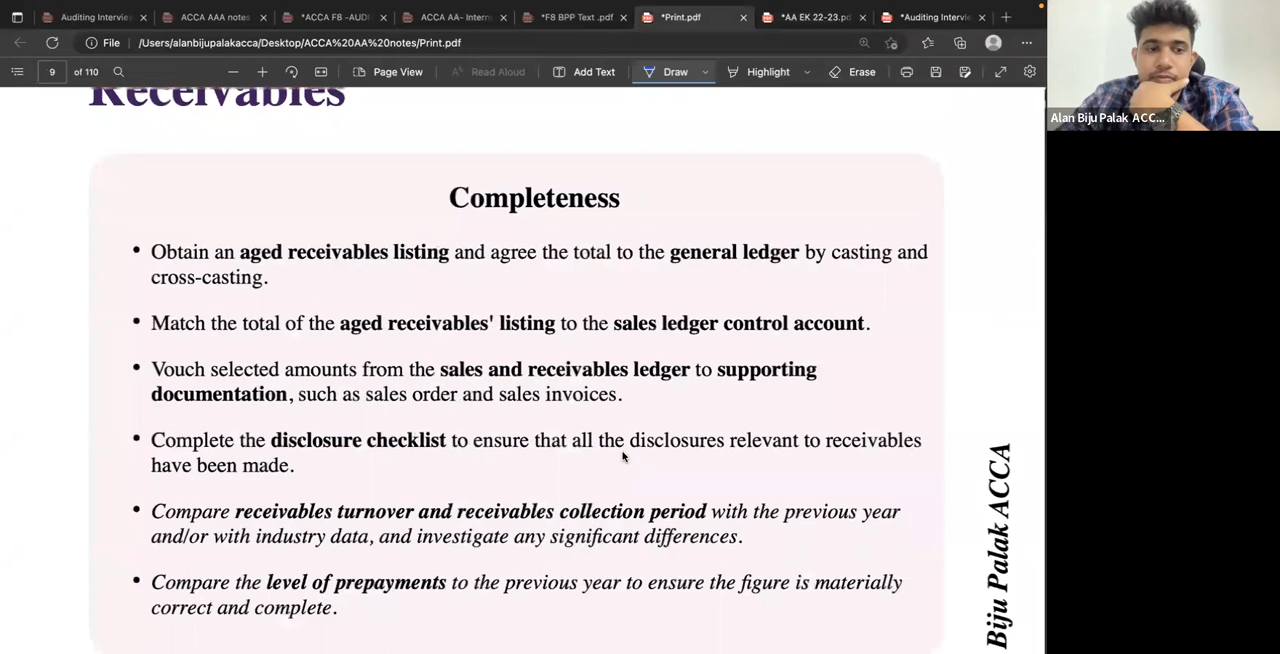 Auditing Interview
ACCA AAA notes
*ACCA F8 -AUDI
ACCA AA- Intern
*F8 BPP Text .pdf
*Print.pdf
*AA EK 22-23.pd
*Auditing Intervie
File
/Users/alanbijupalakacca/Desktop/ACCA%20AA%20notes/Print.pdf
9 of 110
Page View
Read Aloud
Add Text
Draw
Highlight
Erase
Alan Biju Palak ACC...
Receivables
Completeness
• Obtain an aged receivables listing and agree the total to the general ledger by casting and
cross-casting.
• Match the total of the aged receivables' listing to the sales ledger control account.
• Vouch selected amounts from the sales and receivables ledger to supporting
documentation, such as sales order and sales invoices.
• Complete the disclosure checklist to ensure that all the disclosures relevant to receivables
have been made.
• Compare receivables turnover and receivables collection period with the previous year
and/or with industry data, and investigate any significant differences.
• Compare the level of prepayments to the previous year to ensure the figure is materially
correct and complete.
Biju Palak ACCA